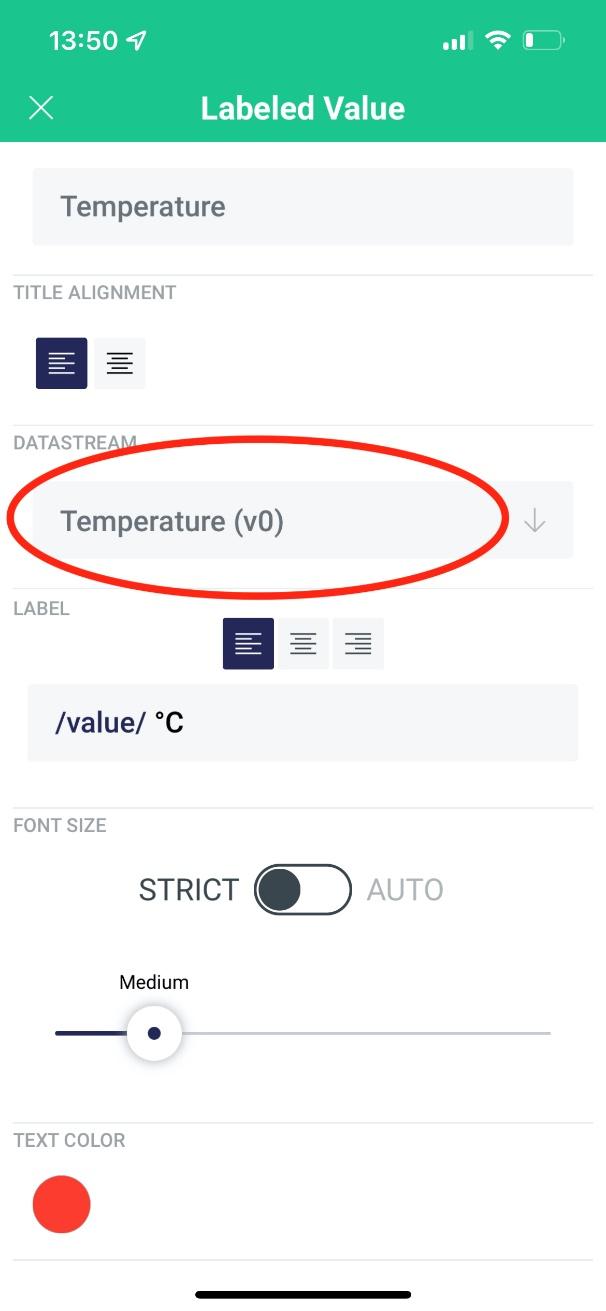 13:50
Labeled Value
Temperature
TITLE ALIGNMENT
DATASTREAM
Temperature (v0)
LABEL
/value/ °C
FONT SIZE
STRICT AUTO
Medium
TEXT COLOR